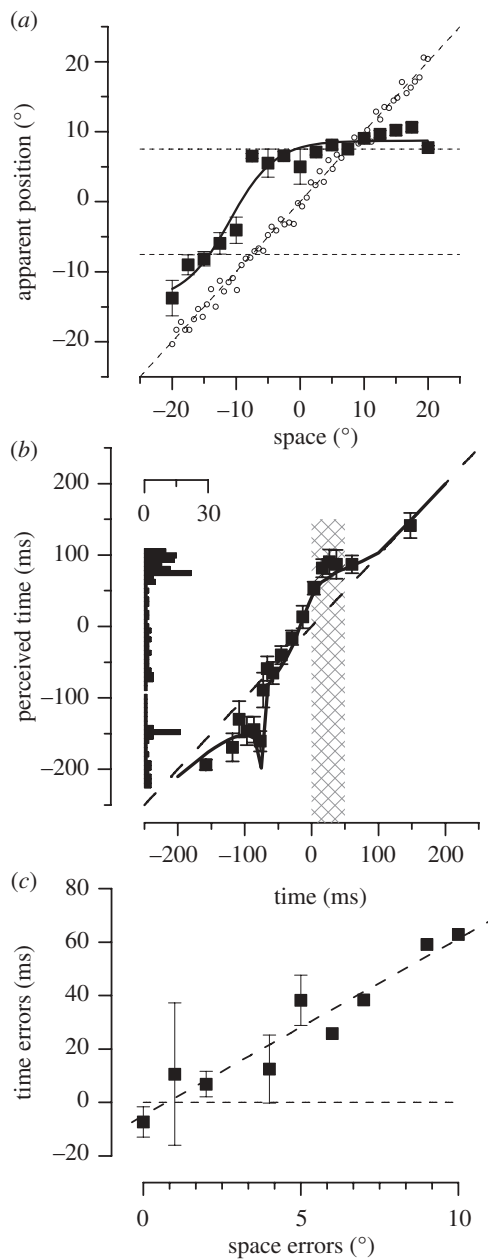 (a)
20
10
0
−10
−20
apparent position (°)
−20 −10 0 10 20
space (°)
(b)
0 30
200
100
0
−100
−200
perceived time (ms)
−200 −100 0 100 200
time (ms)
(c)
80
60
40
20
0
−20
time errors (ms)
0 5 10
space errors (°)